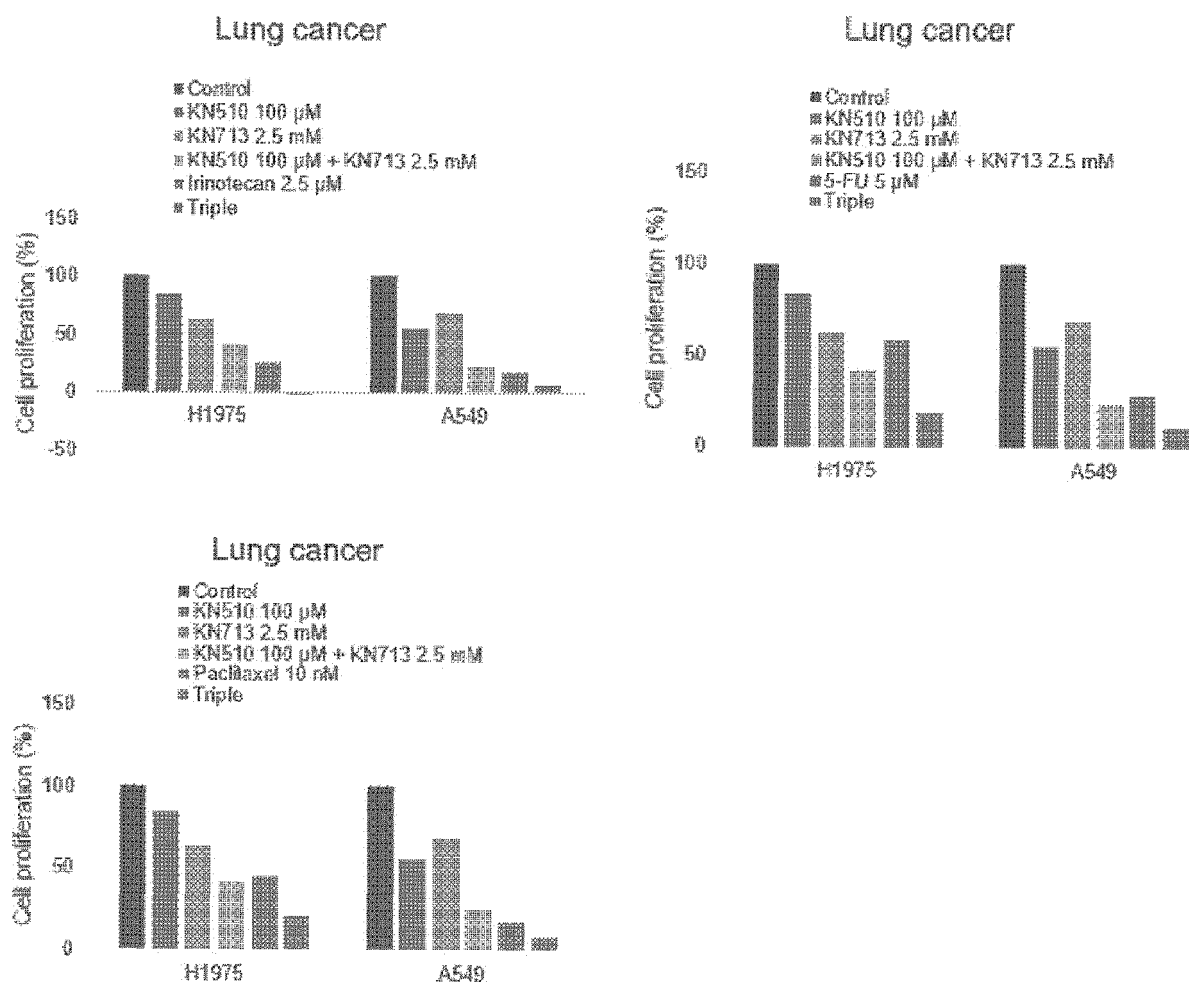 Lung cancer
Control
KN510 100 µM
KN713 2.5 mM
KN510 100 µM + KN713 2.5 mM
Irinotecan 2.5 µM
Triple
Cell proliferation (%)
150
100
50
0
-50
H1975
A549
Lung cancer
Control
KN510 100 µM
KN713 2.5 mM
KN510 100 µM + KN713 2.5 mM
5-FU 5 µM
Triple
Cell proliferation (%)
150
100
50
0
H1975
A549
Lung cancer
Control
KN510 100 µM
KN713 2.5 mM
KN510 100 µM + KN713 2.5 mM
Paclitaxel 10 nM
Triple
Cell proliferation (%)
150
100
50
0
H1975
A549